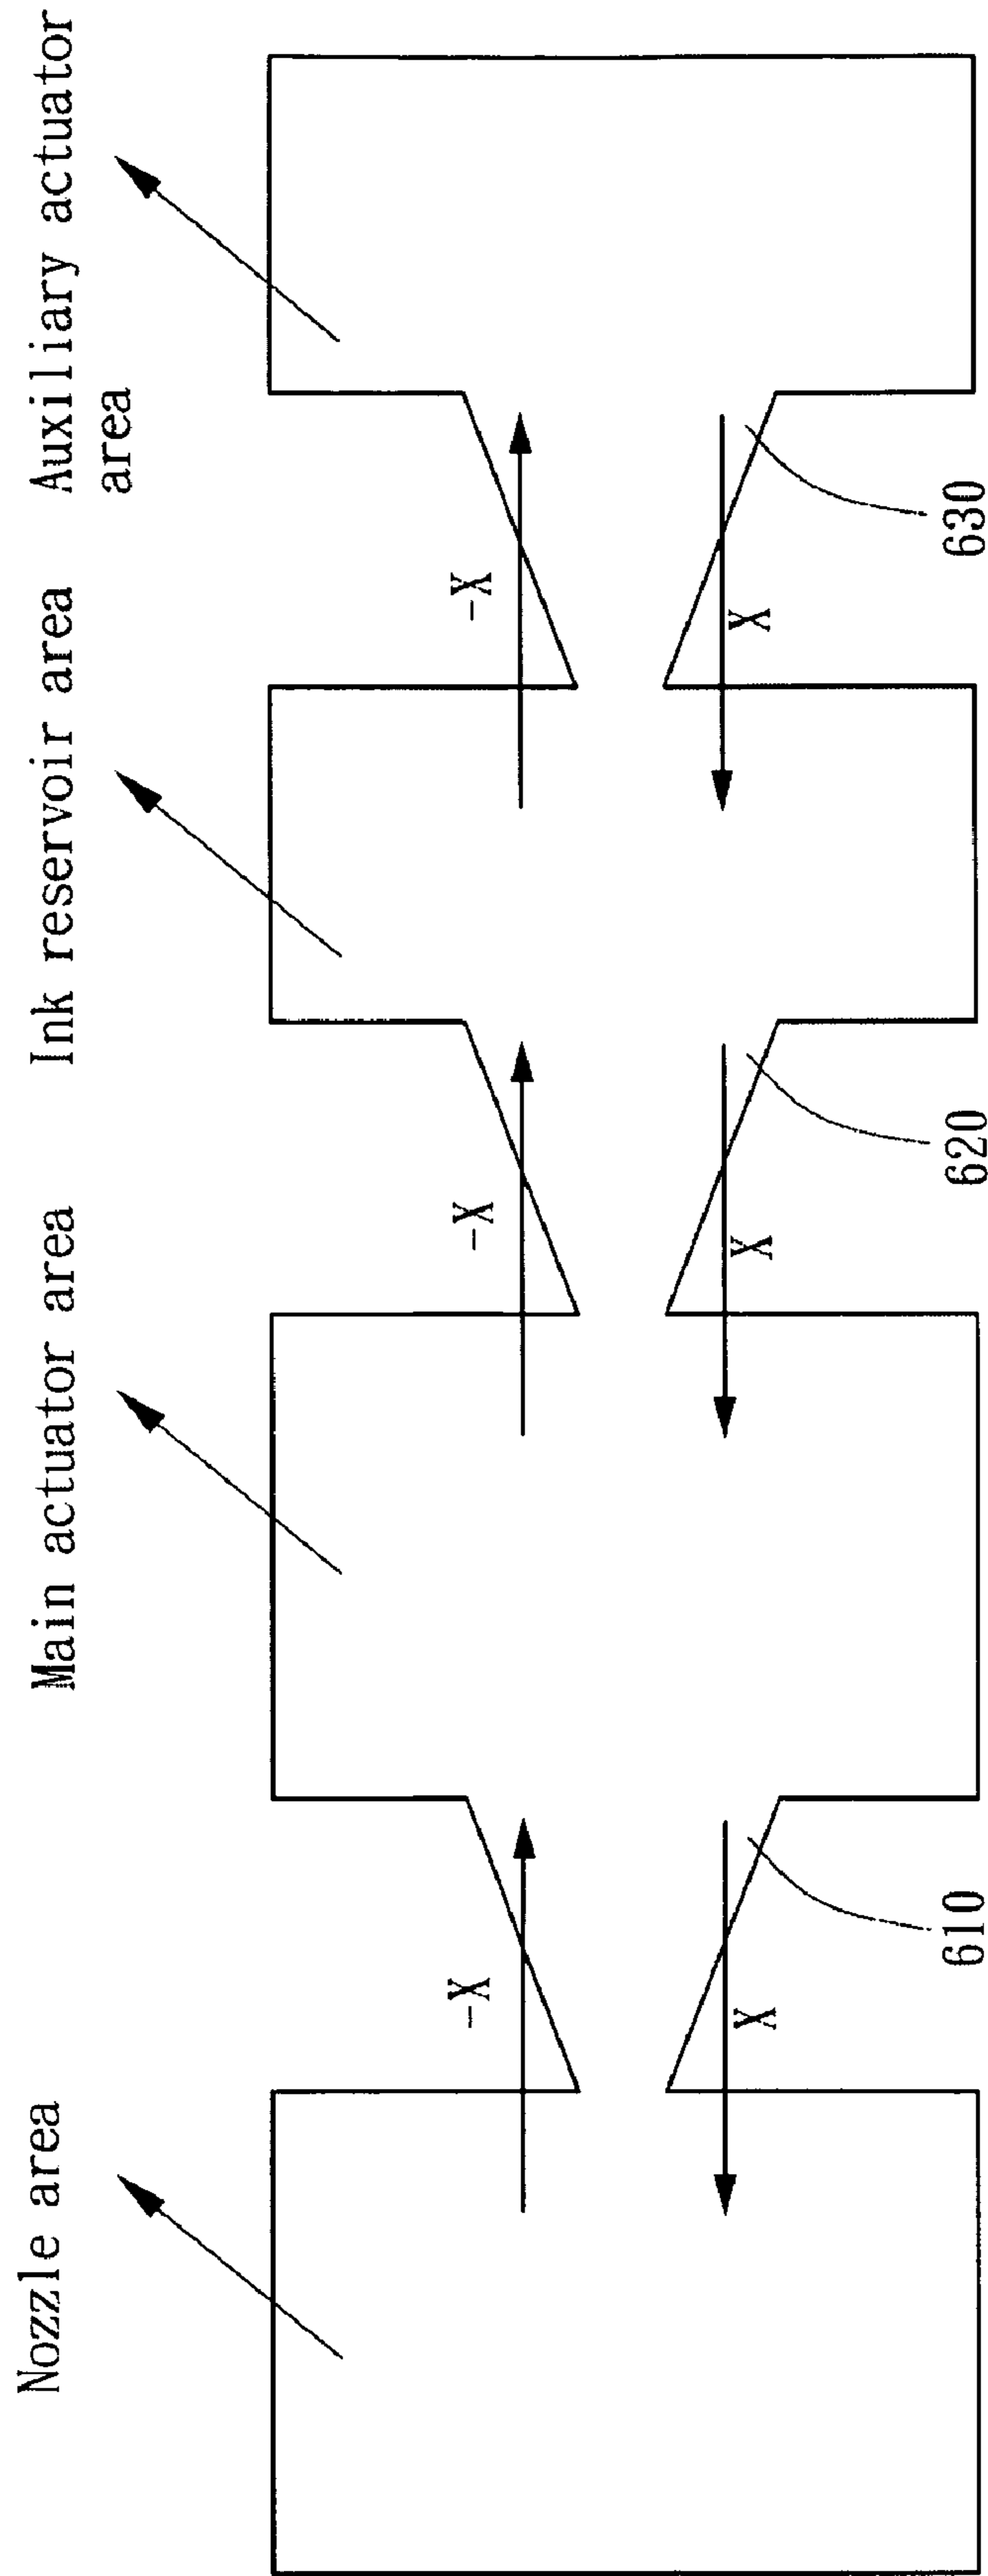 Nozzle area
Main actuator area
Ink reservoir area
Auxiliary actuator
area
-X
-X
-X
X
X
X
610
620
630